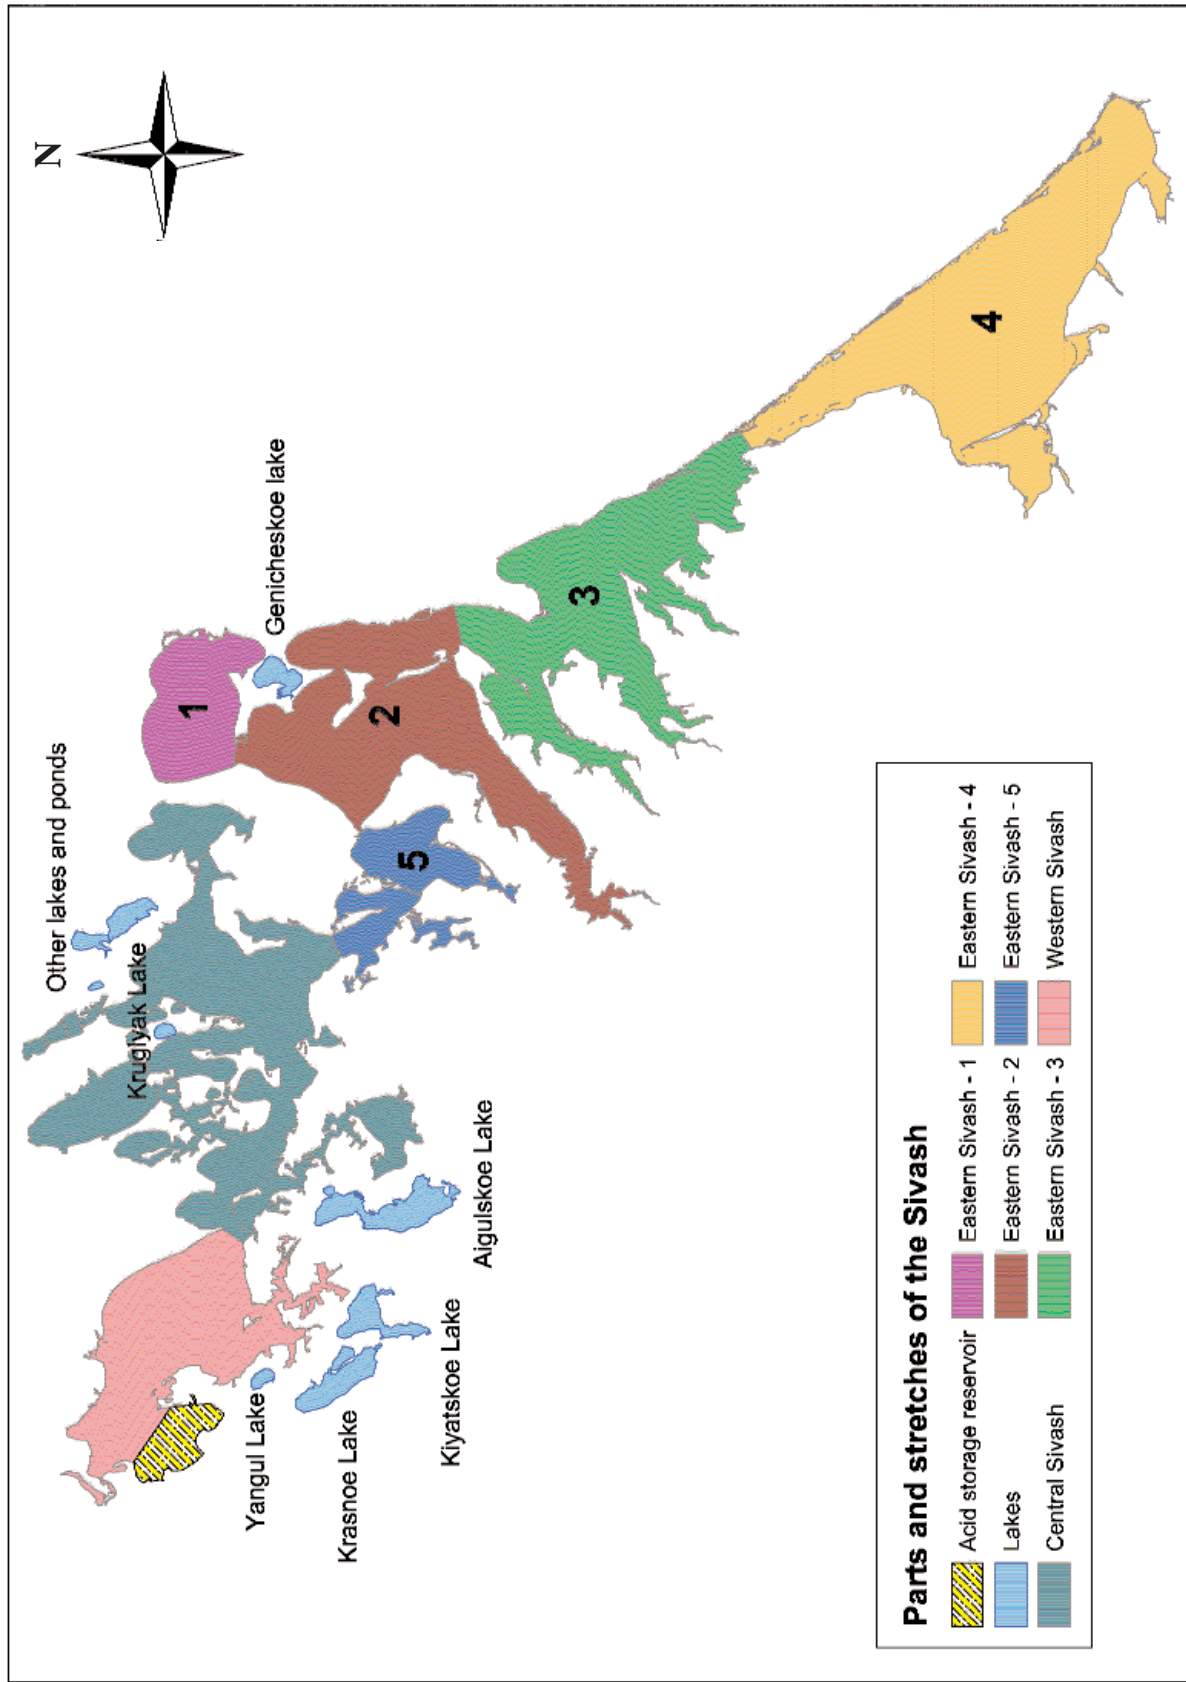 N
Other lakes and ponds
Kruglyak Lake
Genicheskoe lake
1
2
3
4
5
Yangul Lake
Krasnoe Lake
Kiyatskoe Lake
Aigulskoe Lake
Parts and stretches of the Sivash
Acid storage reservoir
Lakes
Central Sivash
Eastern Sivash - 1
Eastern Sivash - 2
Eastern Sivash - 3
Eastern Sivash - 4
Eastern Sivash - 5
Western Sivash